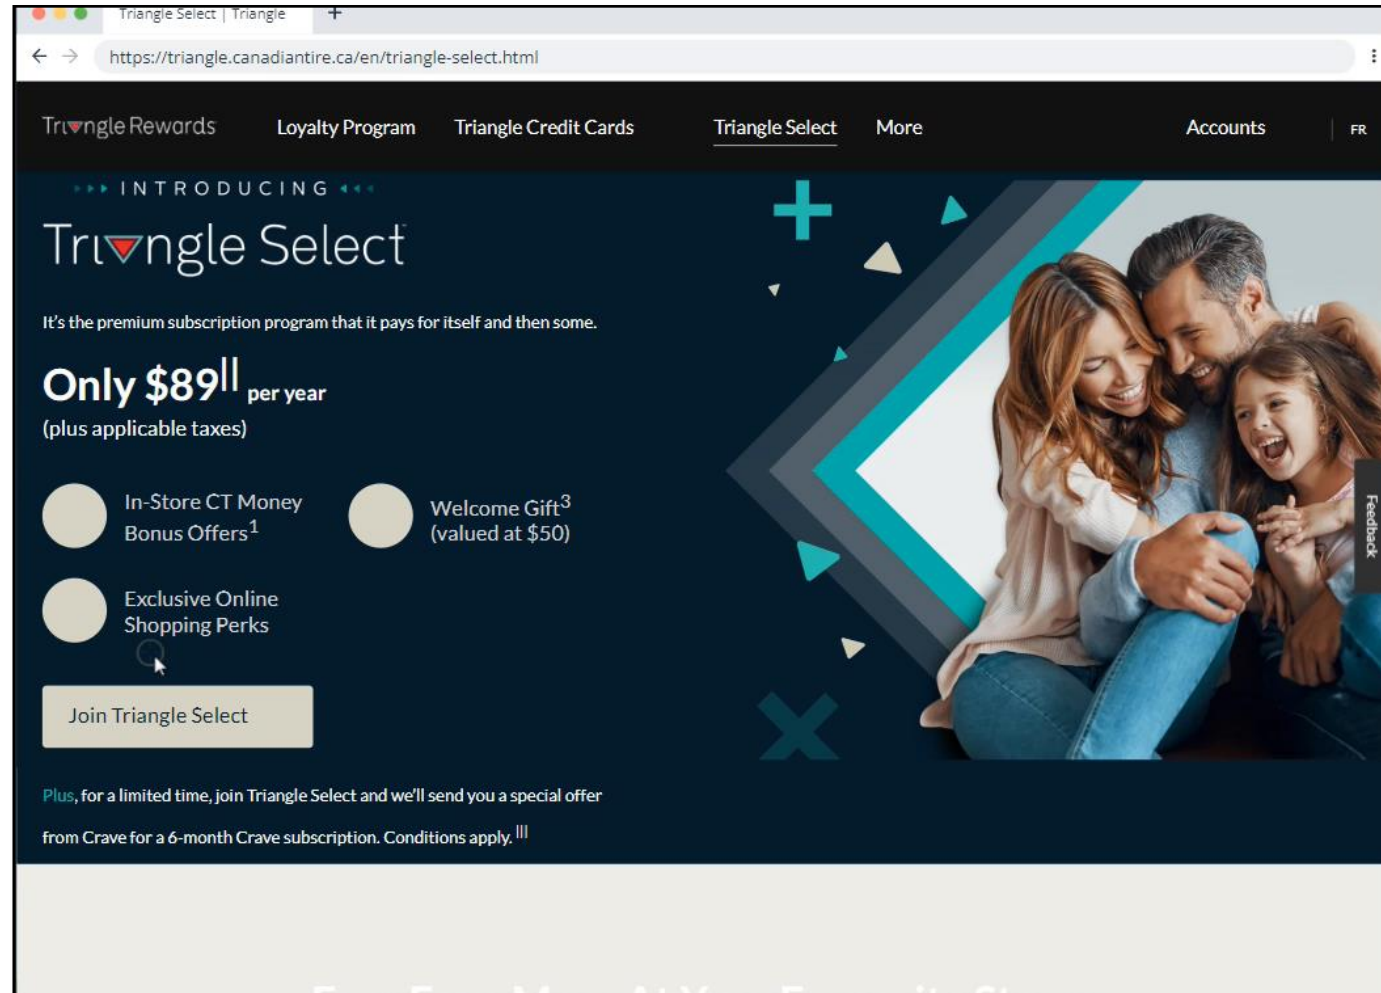 Triangle Select | Triangle +
https://triangle.canadiantire.ca/en/triangle-select.html
Triangle Rewards Loyalty Program Triangle Credit Cards Triangle Select More Accounts FR
INTRODUCING
Triangle Select
It's the premium subscription program that it pays for itself and then some.
Only $89|| per year
(plus applicable taxes)
In-Store CT Money
Bonus Offers1
Welcome Gift3
(valued at $50)
Exclusive Online
Shopping Perks
Join Triangle Select
Plus, for a limited time, join Triangle Select and we'll send you a special offer
from Crave for a 6-month Crave subscription. Conditions apply. |||
Feedback